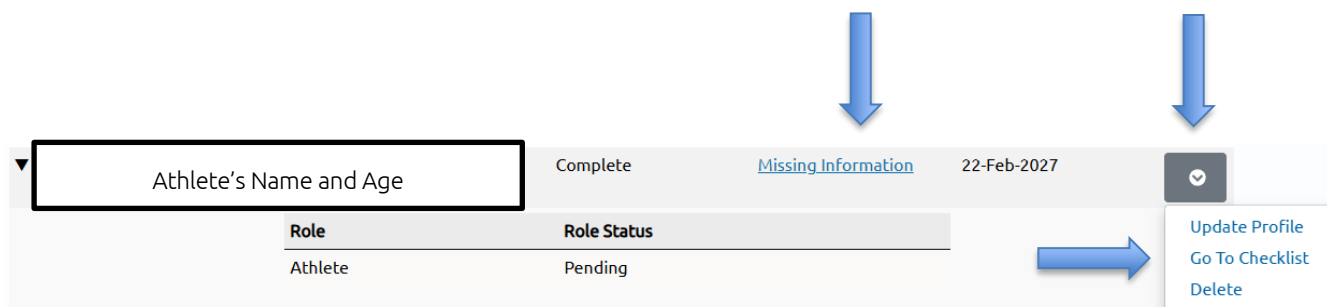 Athlete's Name and Age Complete Missing Information 22-Feb-2027
Role Role Status
Athlete Pending
Update Profile
Go To Checklist
Delete